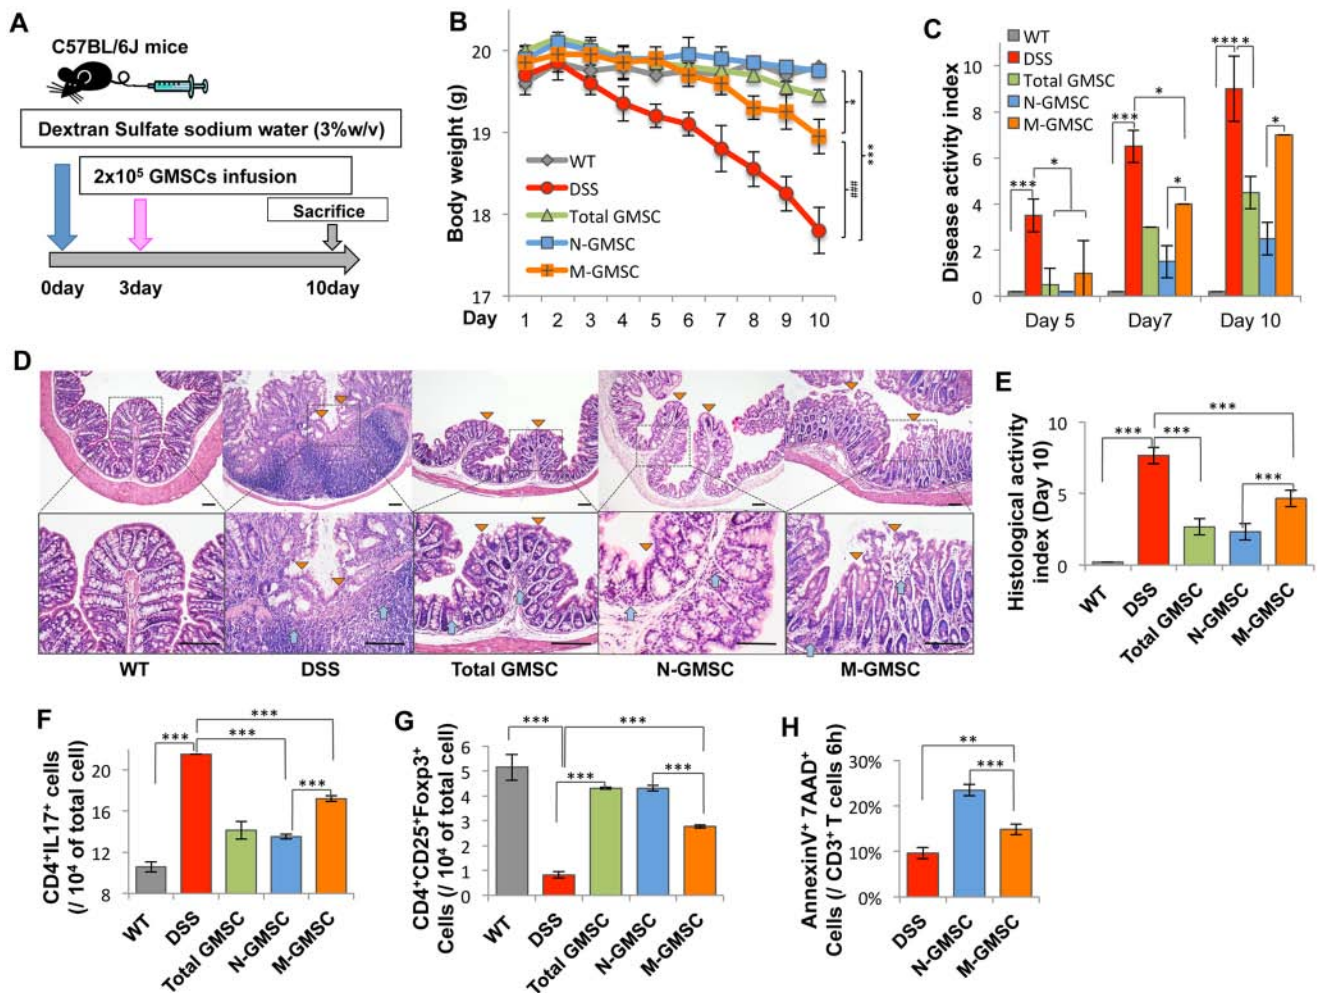 A
C57BL/6J mice
Dextran Sulfate sodium water (3%w/v)
2x10⁵ GMSCs infusion
Sacrifice
0day 3day 10day
B
Body weight (g)
20
19
18
17
WT
DSS
Total GMSC
N-GMSC
M-GMSC
Day 1 2 3 4 5 6 7 8 9 10
*
***
###
C
Disease activity index
WT
DSS
Total GMSC
N-GMSC
M-GMSC
10
8
6
4
2
0
*** *
*** * *
**** * *
Day 5 Day7 Day 10
D
WT DSS Total GMSC N-GMSC M-GMSC
E
Histological activity
index (Day 10)
10
5
0
***
*** ***
***
WT DSS Total GMSC N-GMSC M-GMSC
F
CD4⁺IL17⁺ cells
(/ 10⁴ of total cell)
20
16
12
8
***
*** ***
***
WT DSS Total GMSC N-GMSC M-GMSC
G
CD4⁺CD25⁺Foxp3⁺
Cells (/ 10⁴ of total cell)
6
5
4
3
2
1
0
*** ***
*** ***
WT DSS Total GMSC N-GMSC M-GMSC
H
AnnexinV⁺ 7AAD⁺
Cells (/ CD3⁺ T cells 6h)
30%
20%
10%
0%
**
***
DSS N-GMSC M-GMSC